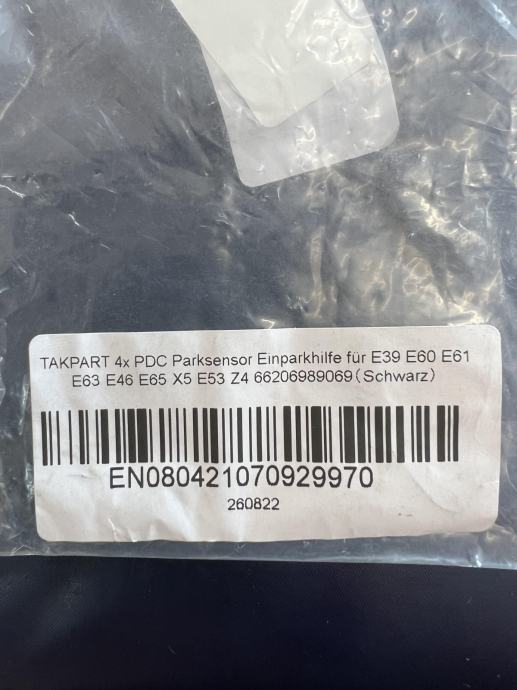 TAKPART 4x PDC Parksensor Einparkhilfe für E39 E60 E61
E63 E46 E65 X5 E53 Z4 66206989069(Schwarz)
EN080421070929970
260822